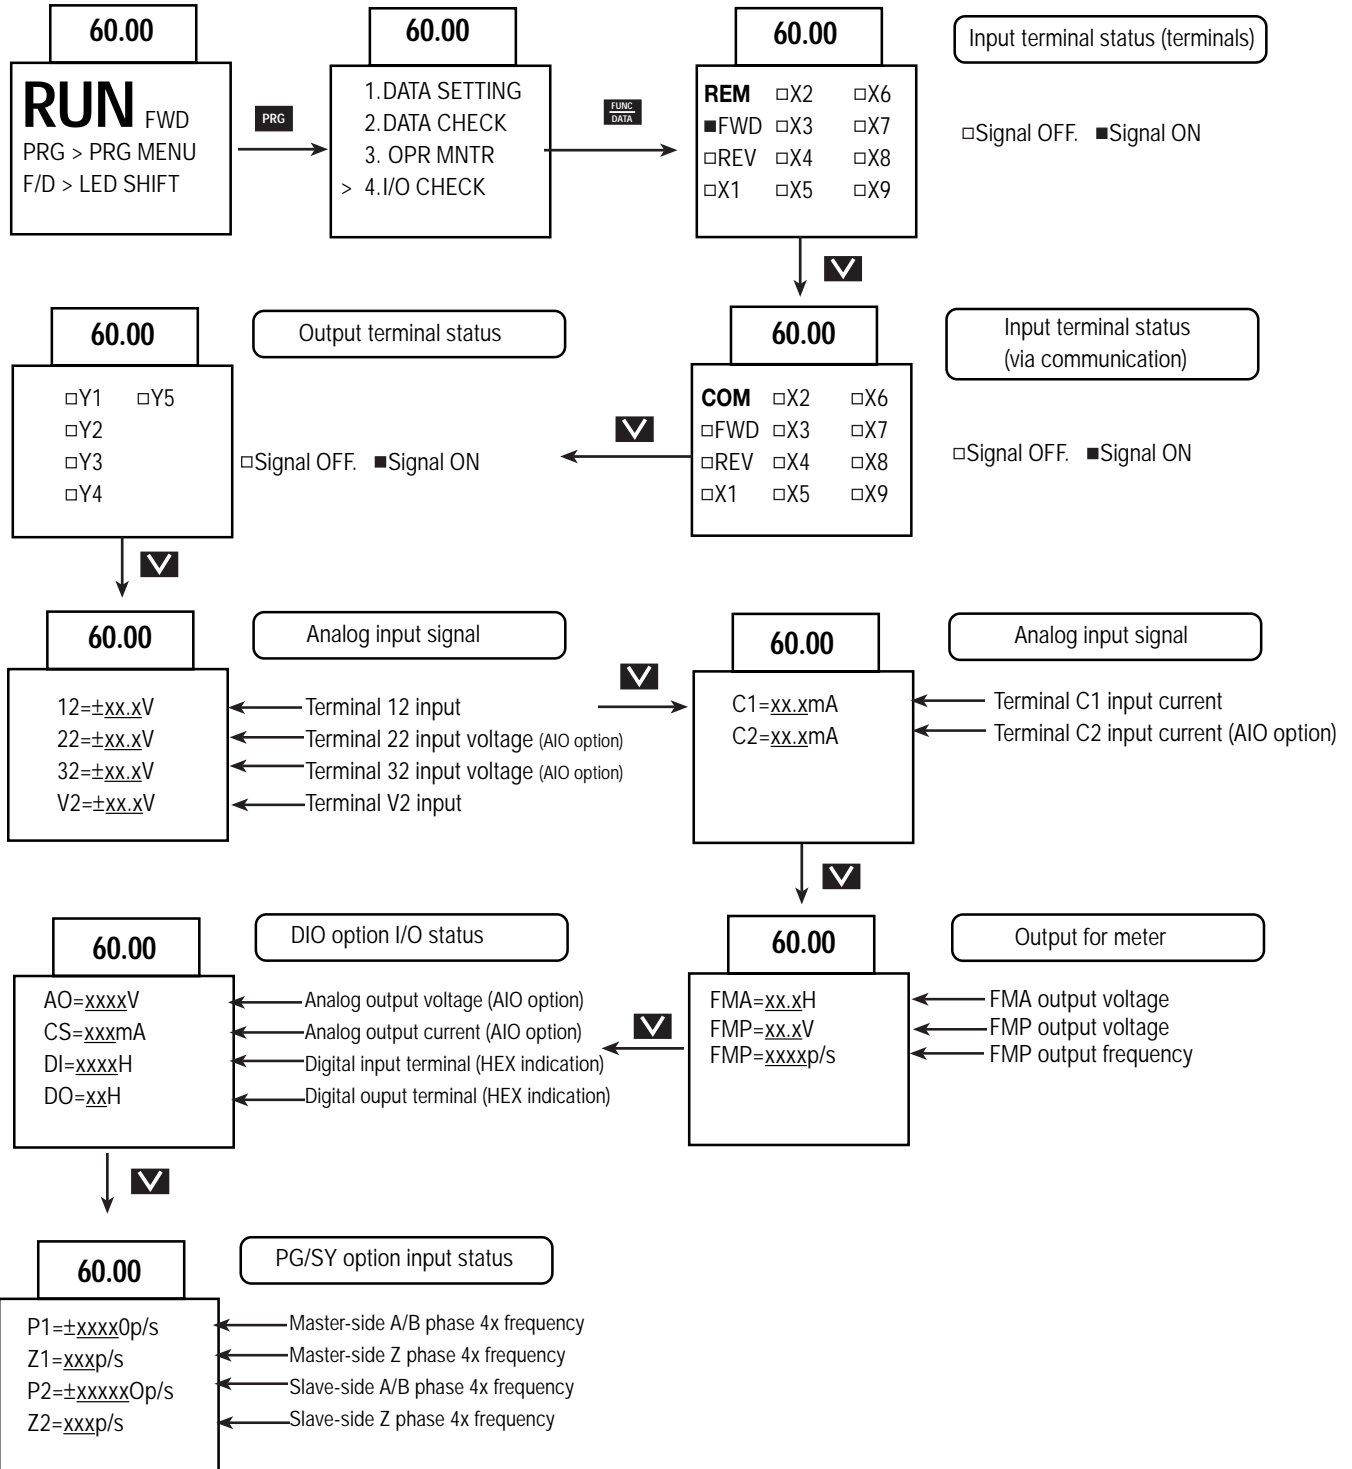 60.00
RUN FWD
PRG > PRG MENU
F/D > LED SHIFT
PRG
60.00
1.DATA SETTING
2.DATA CHECK
3. OPR MNTR
> 4.I/O CHECK
FUNC
DATA
60.00
REM □X2 □X6
■FWD □X3 □X7
□REV □X4 □X8
□X1 □X5 □X9
Input terminal status (terminals)
□Signal OFF. ■Signal ON
60.00
COM □X2 □X6
□FWD □X3 □X7
□REV □X4 □X8
□X1 □X5 □X9
Input terminal status
(via communication)
□Signal OFF. ■Signal ON
60.00
□Y1 □Y5
□Y2
□Y3
□Y4
Output terminal status
□Signal OFF. ■Signal ON
60.00
12=±xx.xV
22=±xx.xV
32=±xx.xV
V2=±xx.xV
Analog input signal
Terminal 12 input
Terminal 22 input voltage (AIO option)
Terminal 32 input voltage (AIO option)
Terminal V2 input
60.00
C1=xx.xmA
C2=xx.xmA
Analog input signal
Terminal C1 input current
Terminal C2 input current (AIO option)
60.00
FMA=xx.xH
FMP=xx.xV
FMP=xxxxp/s
Output for meter
FMA output voltage
FMP output voltage
FMP output frequency
60.00
AO=xxxxV
CS=xxxmA
DI=xxxxH
DO=xxH
DIO option I/O status
Analog output voltage (AIO option)
Analog output current (AIO option)
Digital input terminal (HEX indication)
Digital ouput terminal (HEX indication)
60.00
P1=±xxxx0p/s
Z1=xxxp/s
P2=±xxxxxOp/s
Z2=xxxp/s
PG/SY option input status
Master-side A/B phase 4x frequency
Master-side Z phase 4x frequency
Slave-side A/B phase 4x frequency
Slave-side Z phase 4x frequency